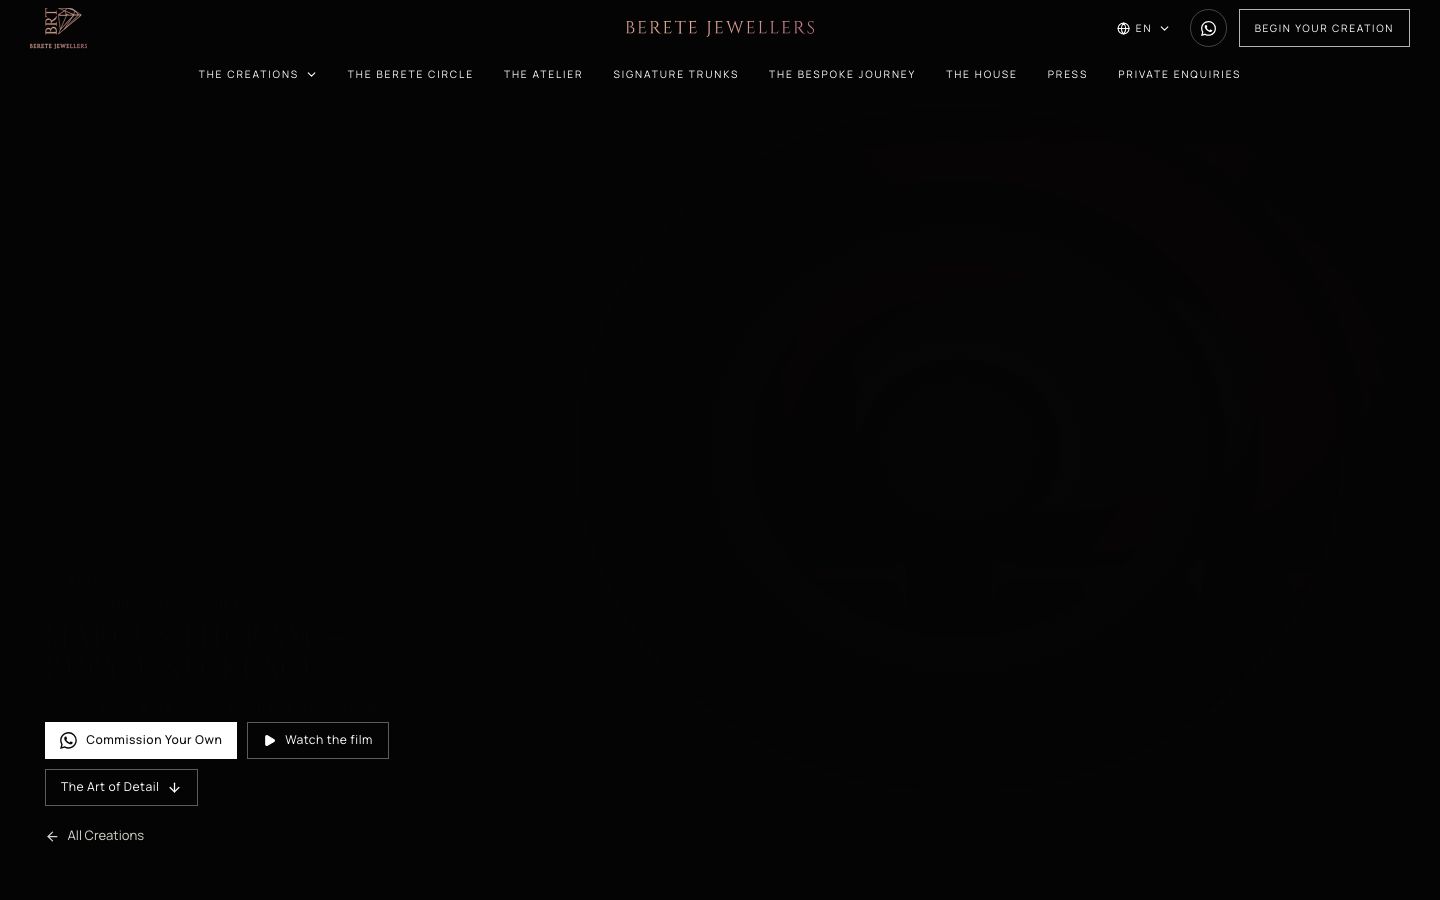 BRT
BERETE JEWELLERS
BERETE JEWELLERS
EN
BEGIN YOUR CREATION
THE CREATIONS
THE BERETE CIRCLE
THE ATELIER
SIGNATURE TRUNKS
THE BESPOKE JOURNEY
THE HOUSE
PRESS
PRIVATE ENQUIRIES
Commission Your Own
Watch the film
The Art of Detail
All Creations